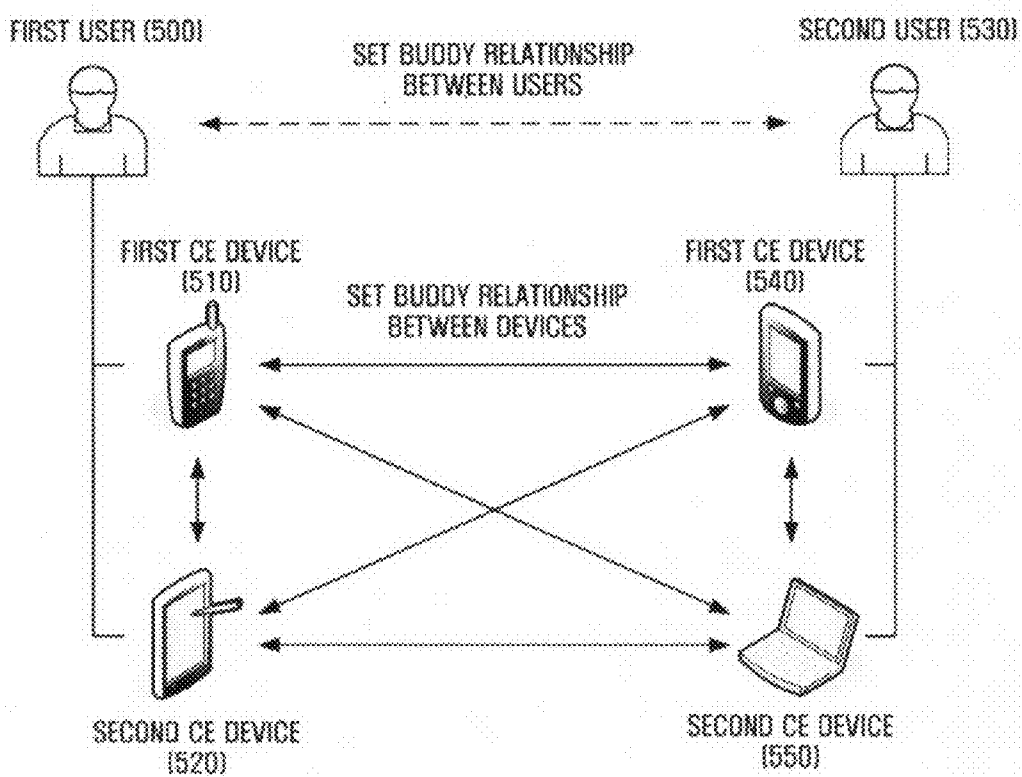 FIRST USER (500)
SECOND USER (530)
SET BUDDY RELATIONSHIP
BETWEEN USERS
FIRST CE DEVICE
(510)
FIRST CE DEVICE
(540)
SET BUDDY RELATIONSHIP
BETWEEN DEVICES
SECOND CE DEVICE
(520)
SECOND CE DEVICE
(550)